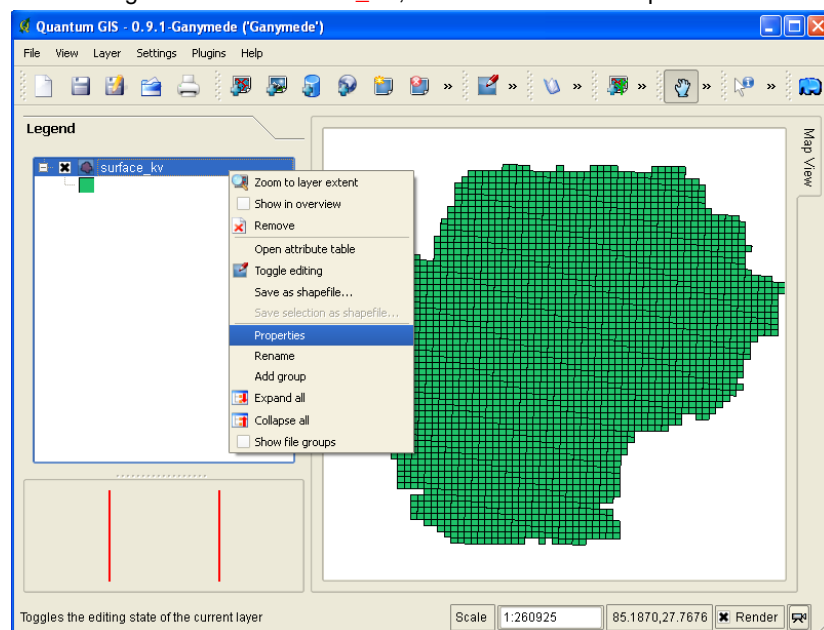 Quantum GIS - 0.9.1-Ganymede ('Ganymede')
File View Layer Settings Plugins Help
Legend
surface_kv
Zoom to layer extent
Show in overview
Remove
Open attribute table
Toggle editing
Save as shapefile...
Save selection as shapefile...
Properties
Rename
Add group
Expand all
Collapse all
Show file groups
Map View
Toggles the editing state of the current layer
Scale 1:260925 85.1870,27.7676 Render